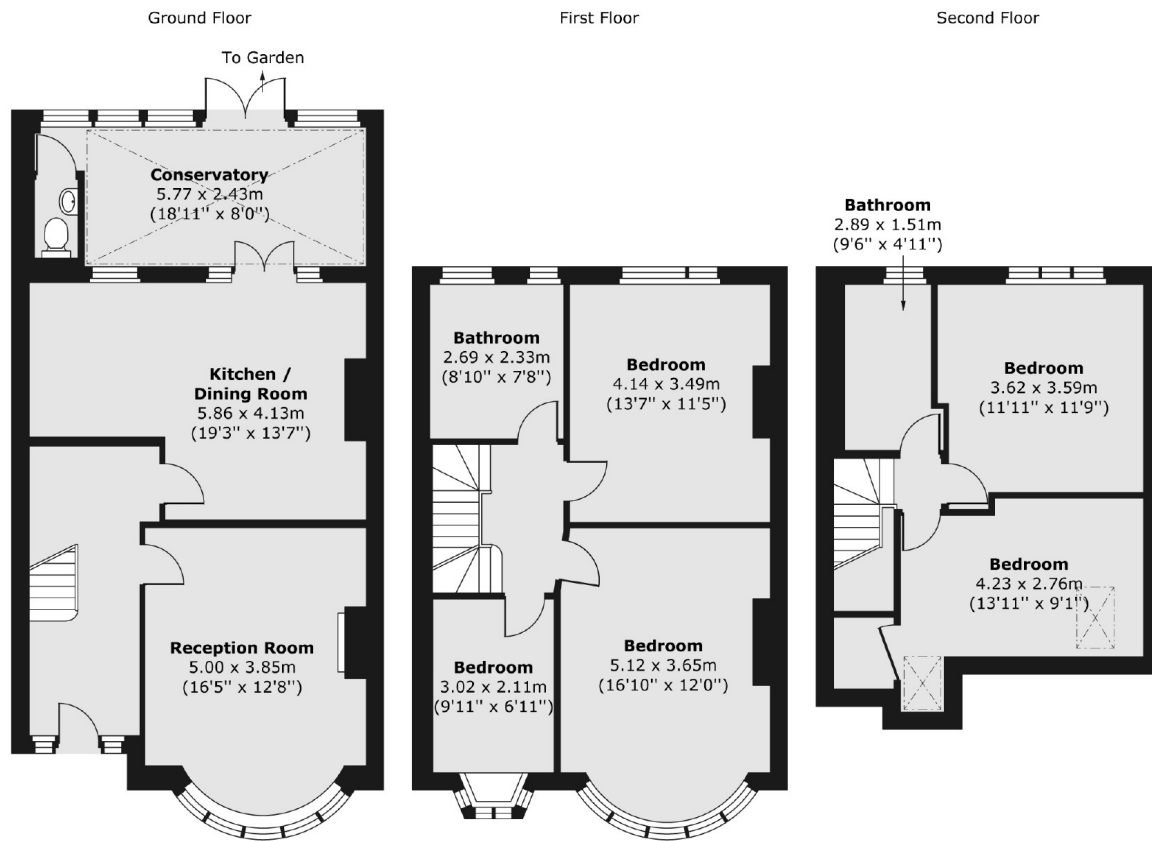 Ground Floor
First Floor
Second Floor
To Garden
Conservatory
5.77 x 2.43m
(18'11" x 8'0")
Kitchen /
Dining Room
5.86 x 4.13m
(19'3" x 13'7")
Reception Room
5.00 x 3.85m
(16'5" x 12'8")
Bathroom
2.69 x 2.33m
(8'10" x 7'8")
Bedroom
4.14 x 3.49m
(13'7" x 11'5")
Bedroom
3.02 x 2.11m
(9'11" x 6'11")
Bedroom
5.12 x 3.65m
(16'10" x 12'0")
Bathroom
2.89 x 1.51m
(9'6" x 4'11")
Bedroom
3.62 x 3.59m
(11'11" x 11'9")
Bedroom
4.23 x 2.76m
(13'11" x 9'1")